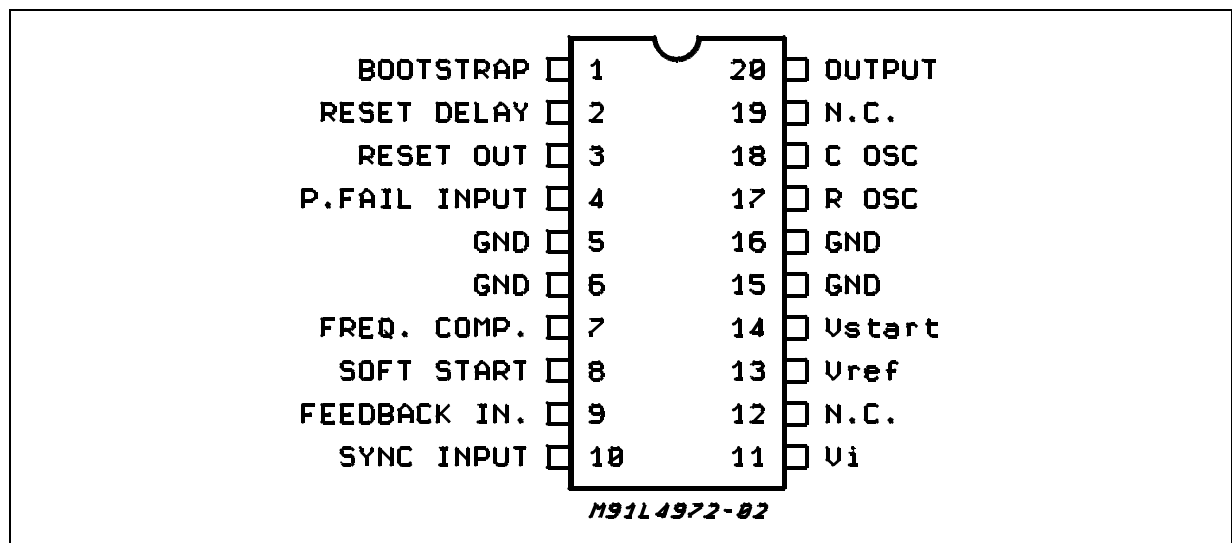 BOOTSTRAP 1 20 OUTPUT
RESET DELAY 2 19 N.C.
RESET OUT 3 18 C OSC
P.FAIL INPUT 4 17 R OSC
GND 5 16 GND
GND 6 15 GND
FREQ. COMP. 7 14 Vstart
SOFT START 8 13 Vref
FEEDBACK IN. 9 12 N.C.
SYNC INPUT 10 11 Vi
M91L4972-02